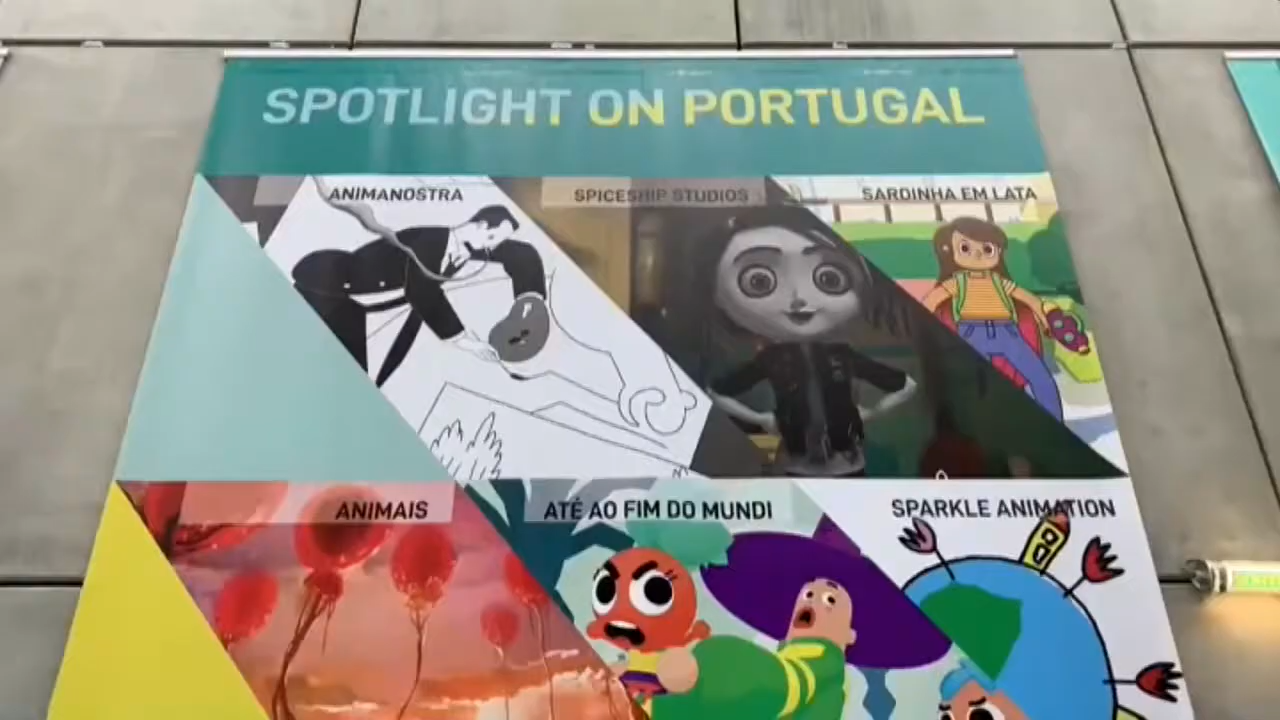 SPOTLIGHT ON PORTUGAL
ANIMANOSTRA
SPICESHIP STUDIOS
SARDINHA EM LATA
ANIMAIS
ATÉ AO FIM DO MUNDI
SPARKLE ANIMATION